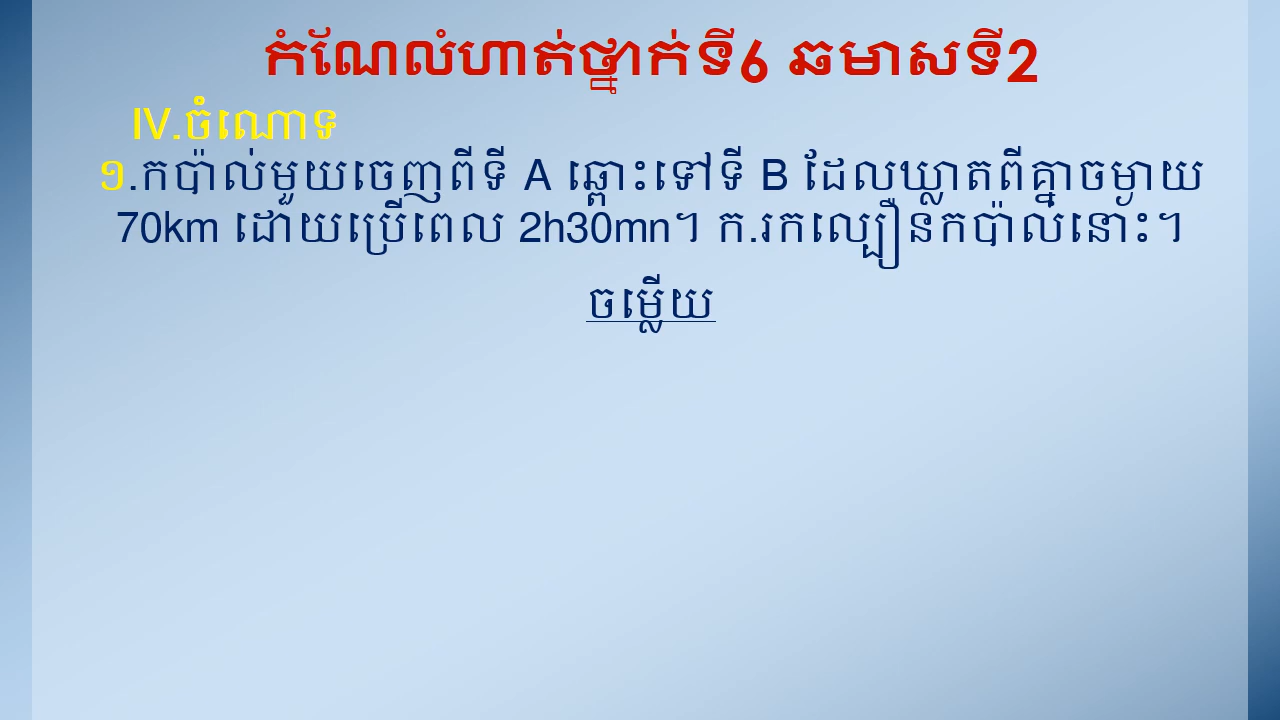 កំណែលំហាត់ថ្នាក់ទី6 ឆមាសទី2
IV.ចំណោទ
១.កប៉ាល់មួយចេញពីទី A ឆ្ពោះទៅទី B ដែលឃ្លាតពីគ្នាចម្ងាយ
70km ដោយប្រើពេល 2h30mn។ ក.រកល្បឿនកប៉ាល់នោះ។
ចម្លើយ